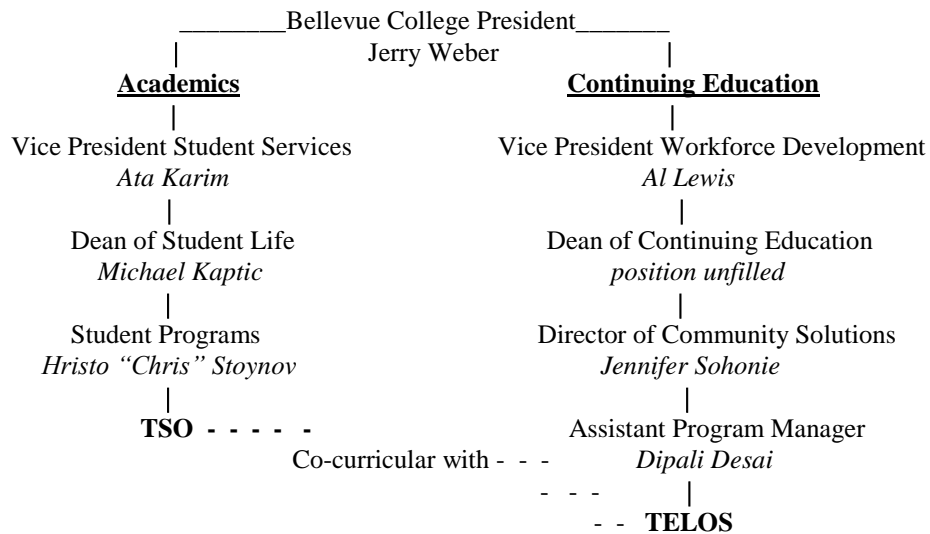 ________Bellevue College President_______
| Jerry Weber |
Academics Continuing Education
| |
Vice President Student Services Vice President Workforce Development
Ata Karim Al Lewis
| |
Dean of Student Life Dean of Continuing Education
Michael Kaptic position unfilled
| |
Student Programs Director of Community Solutions
Hristo “Chris” Stoynov Jennifer Sohonie
| |
TSO - - - - - Assistant Program Manager
Co-curricular with - - - Dipali Desai
- - - |
- - TELOS